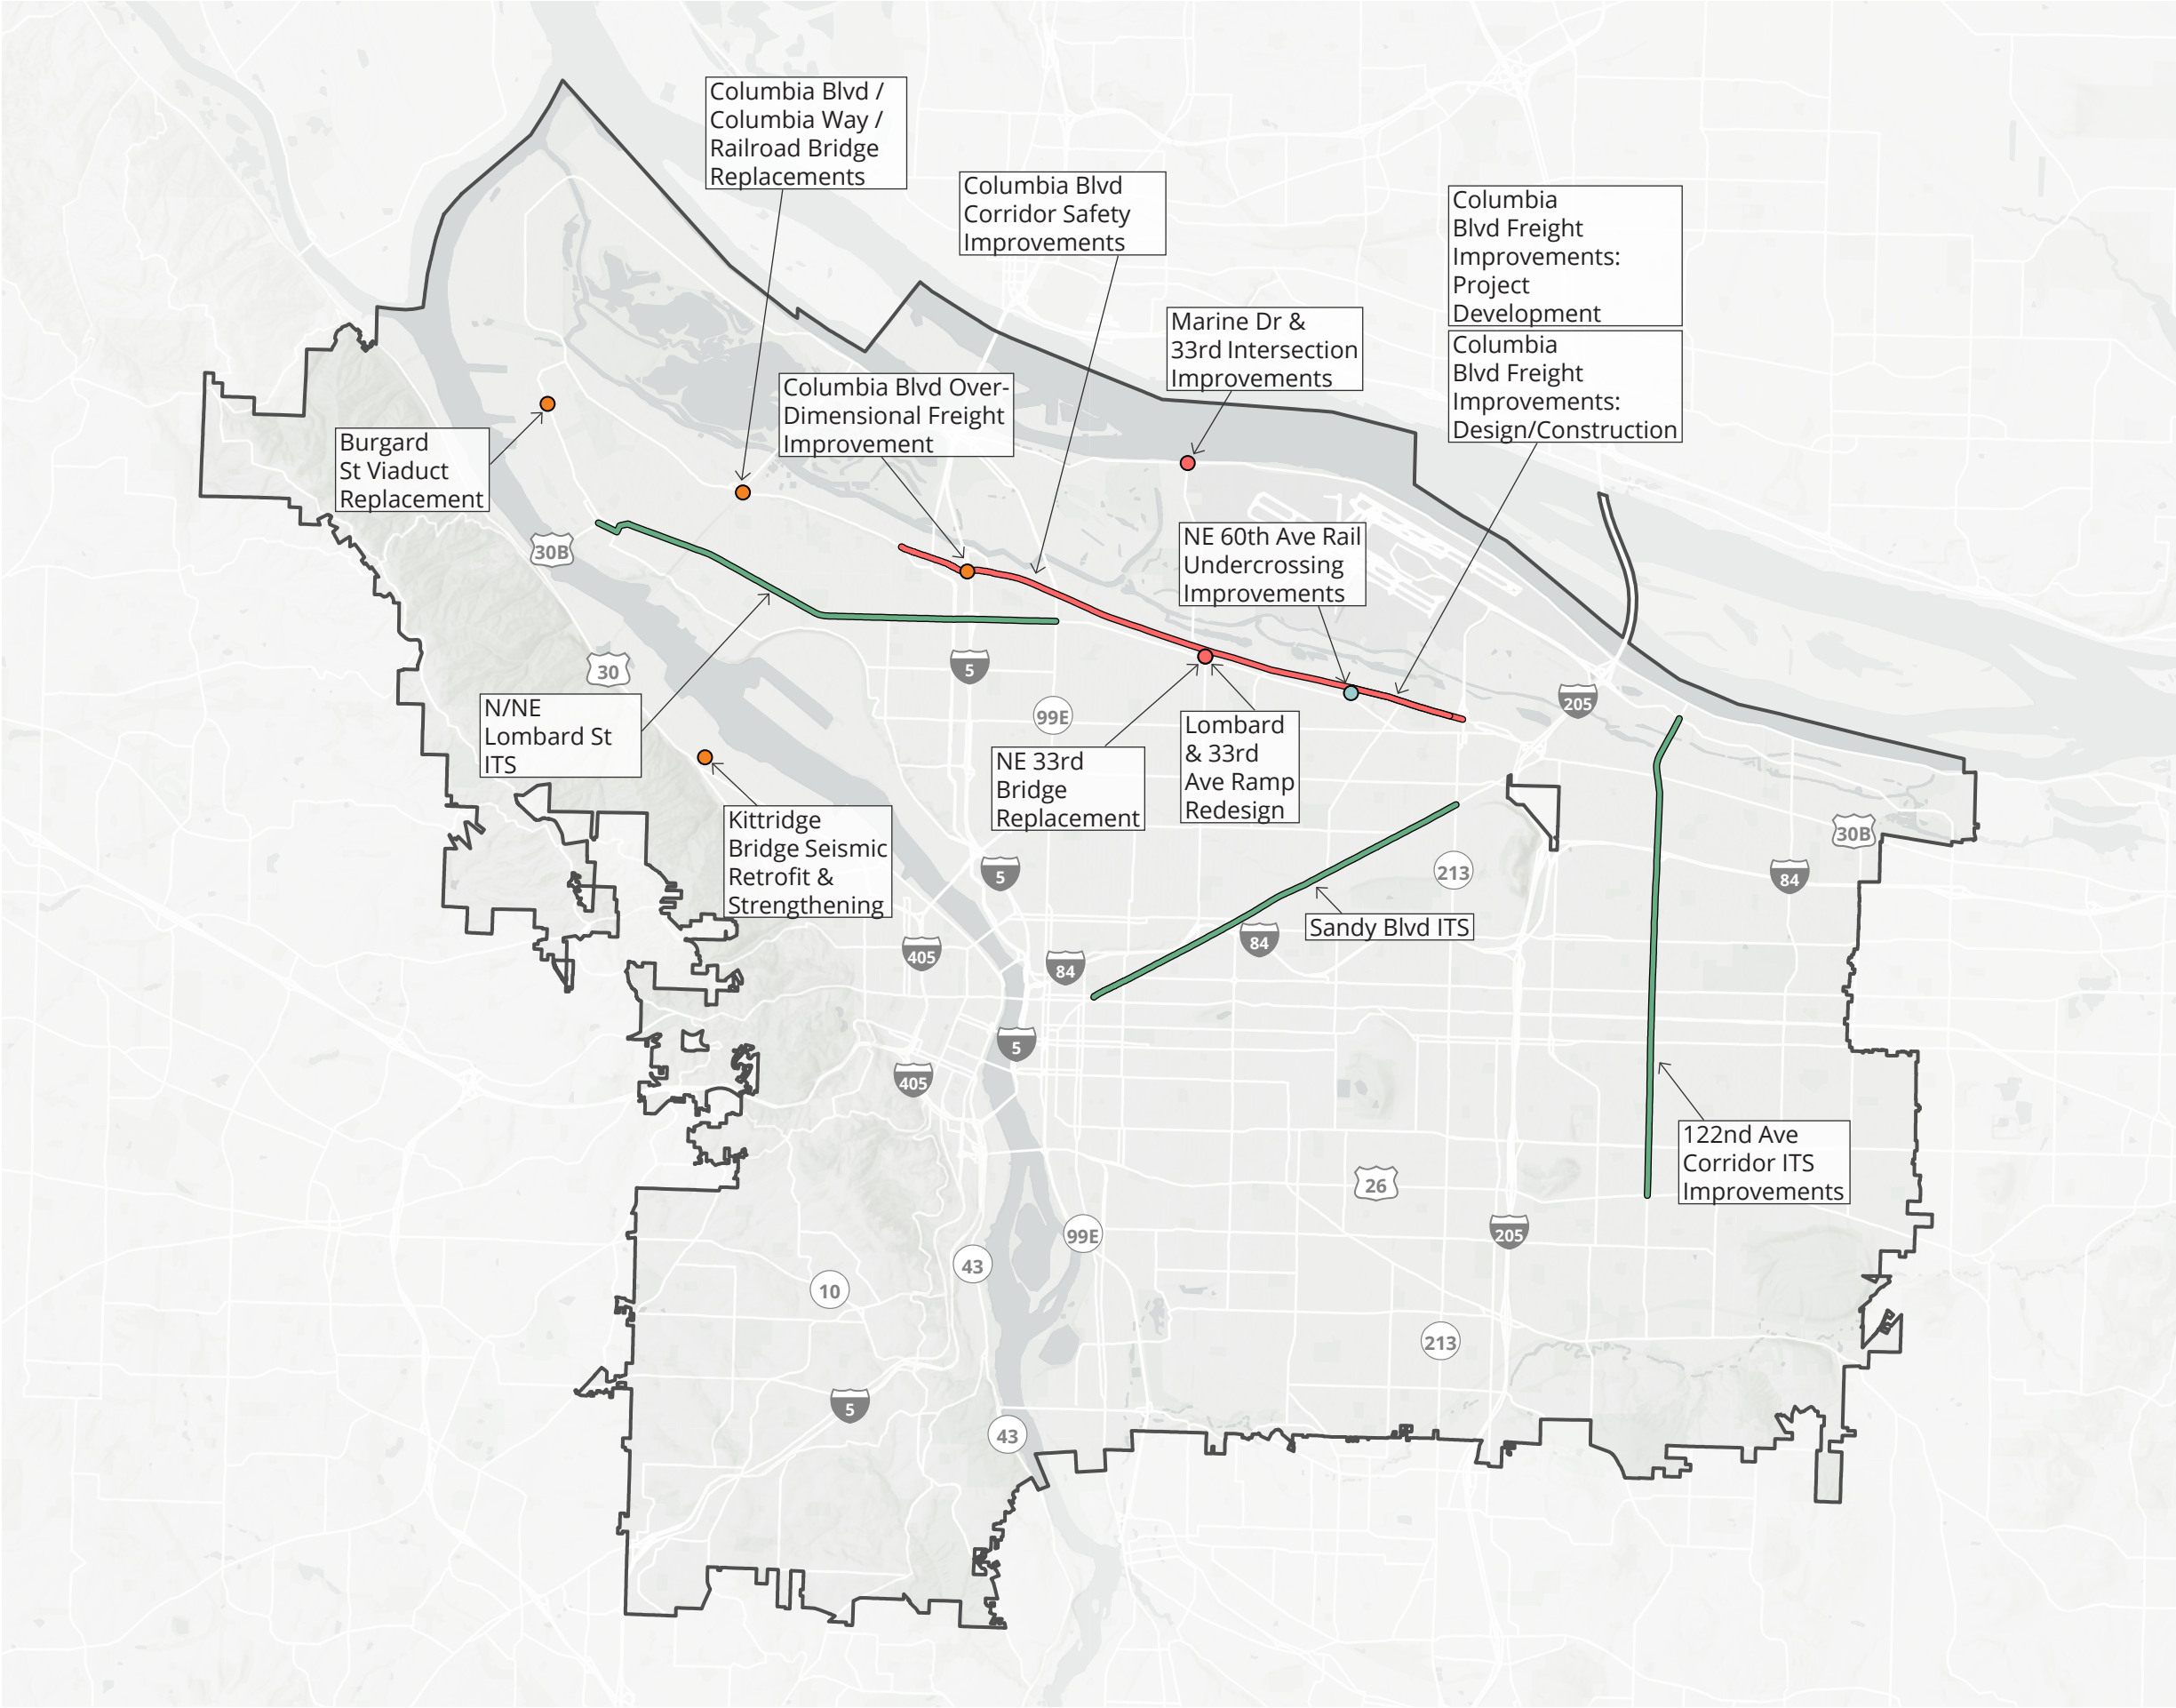 Columbia Blvd /
Columbia Way /
Railroad Bridge
Replacements
Columbia Blvd
Corridor Safety
Improvements
Columbia
Blvd Freight
Improvements:
Project
Development
Marine Dr &
33rd Intersection
Improvements
Columbia
Blvd Freight
Improvements:
Design/Construction
Columbia Blvd Over-
Dimensional Freight
Improvement
Burgard
St Viaduct
Replacement
NE 60th Ave Rail
Undercrossing
Improvements
30B
30
5
205
99E
N/NE
Lombard St
ITS
NE 33rd
Bridge
Replacement
Lombard
& 33rd
Ave Ramp
Redesign
Kittridge
Bridge Seismic
Retrofit &
Strengthening
30B
5
213
84
Sandy Blvd ITS
405
84
84
5
405
122nd Ave
Corridor ITS
Improvements
26
205
99E
43
10
213
5
43